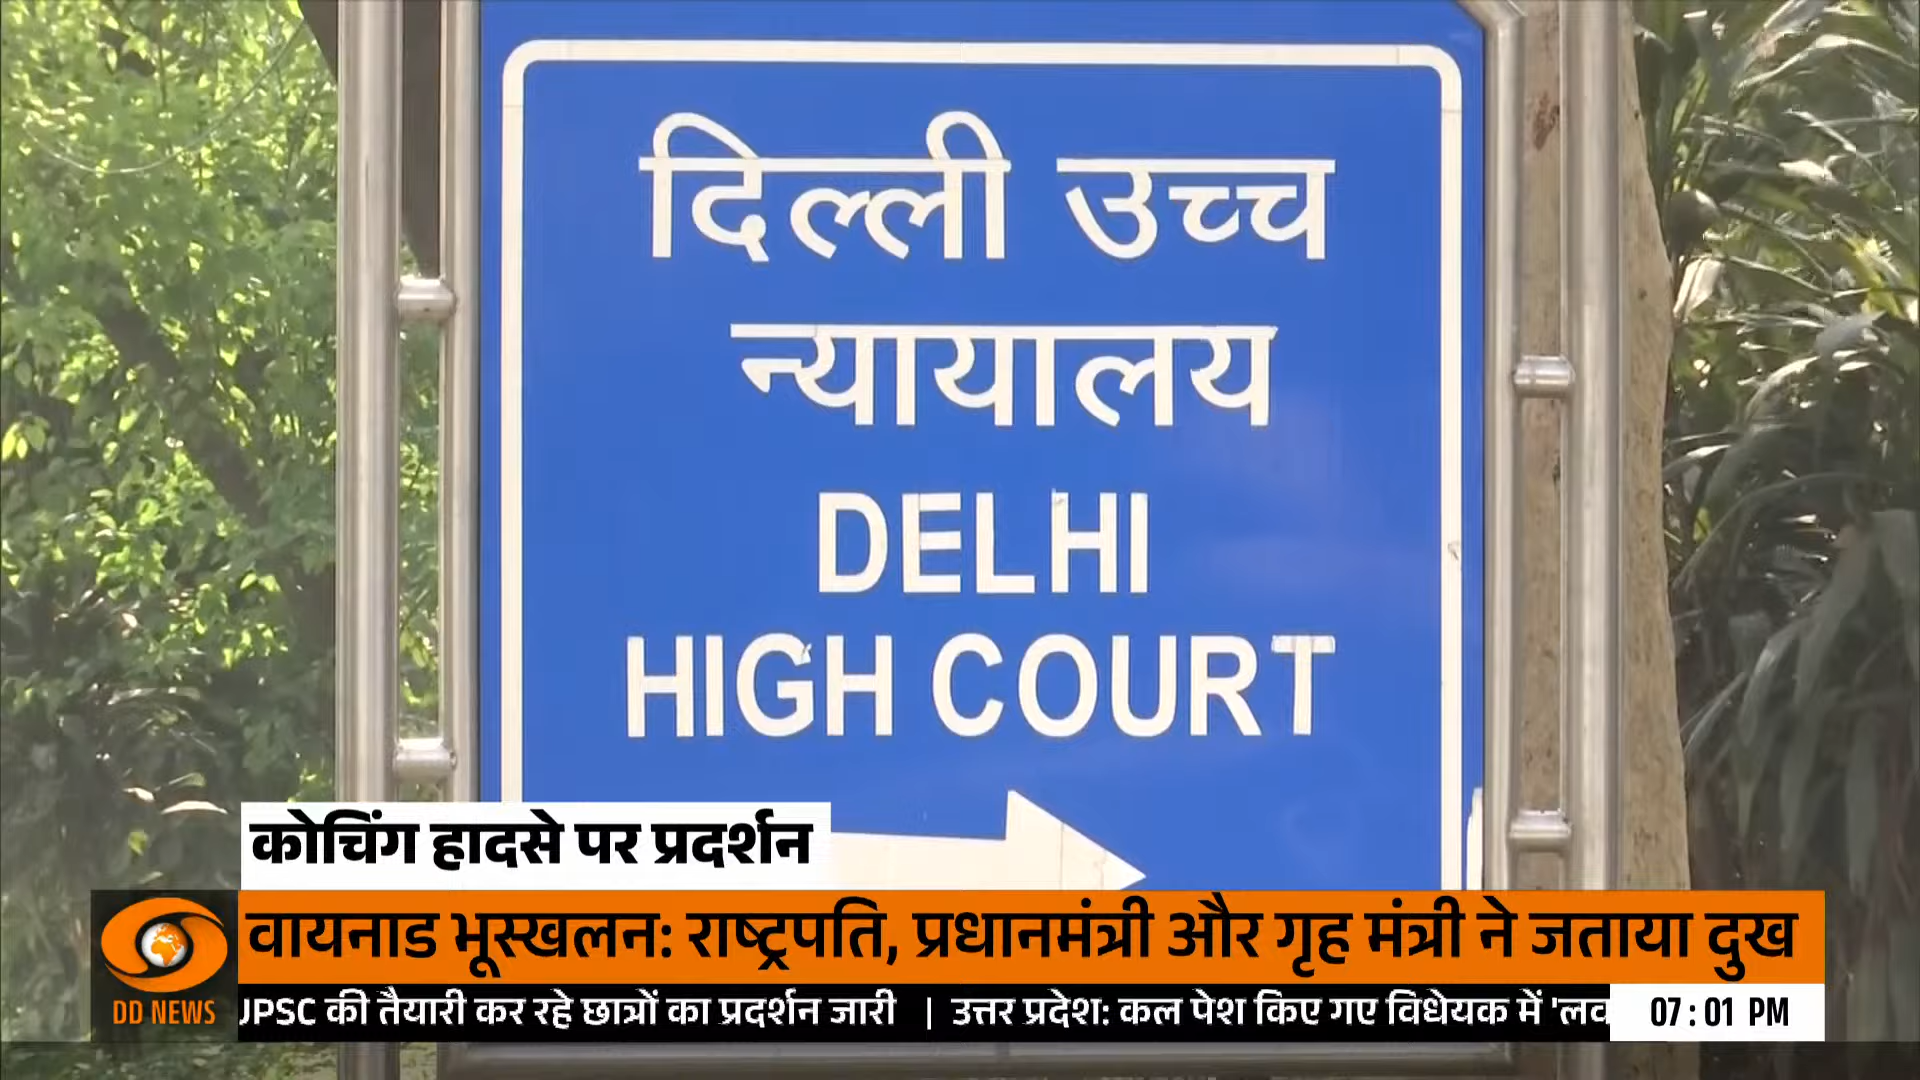 दिल्ली उच्च
न्यायालय
DELHI
HIGH COURT
कोचिंग हादसे पर प्रदर्शन
वायनाड भूस्खलन: राष्ट्रपति, प्रधानमंत्री और गृह मंत्री ने जताया दुख
DD NEWS
UPSC की तैयारी कर रहे छात्रों का प्रदर्शन जारी | उत्तर प्रदेश: कल पेश किए गए विधेयक में
07:01 PM